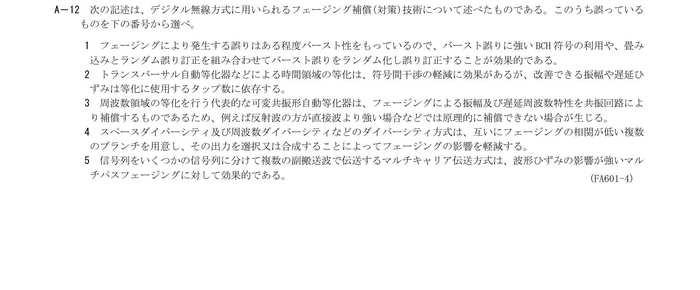 A－12 次の記述は、デジタル無線方式に用いられるフェージング補償(対策)技術について述べたものである。このうち誤っている
ものを下の番号から選べ。
1 フェージングにより発生する誤りはある程度バースト性をもっているので、バースト誤りに強い BCH 符号の利用や、畳み
込みとランダム誤り訂正を組み合わせてバースト誤りをランダム化し誤り訂正することが効果的である。
2 トランスバーサル自動等化器などによる時間領域の等化は、符号間干渉の軽減に効果があるが、改善できる振幅や遅延ひ
ずみは等化に使用するタップ数に依存する。
3 周波数領域の等化を行う代表的な可変共振形自動等化器は、フェージングによる振幅及び遅延周波数特性を共振回路によ
り補償するものであるため、例えば反射波の方が直接波より強い場合などでは原理的に補償できない場合が生じる。
4 スペースダイバーシティ及び周波数ダイバーシティなどのダイバーシティ方式は、互いにフェージングの相関が低い複数
のブランチを用意し、その出力を選択又は合成することによってフェージングの影響を軽減する。
5 信号列をいくつかの信号列に分けて複数の副搬送波で伝送するマルチキャリア伝送方式は、波形ひずみの影響が強いマル
チパスフェージングに対して効果的である。
(FA601-4)